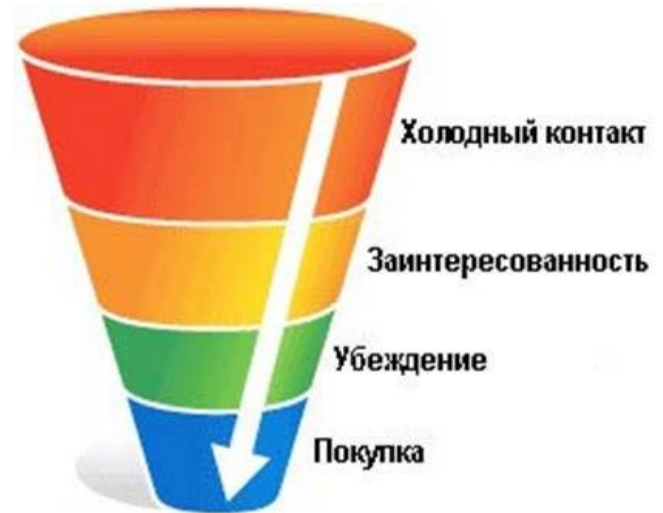 Холодный контакт
Заинтересованность
Убеждение
Покупка